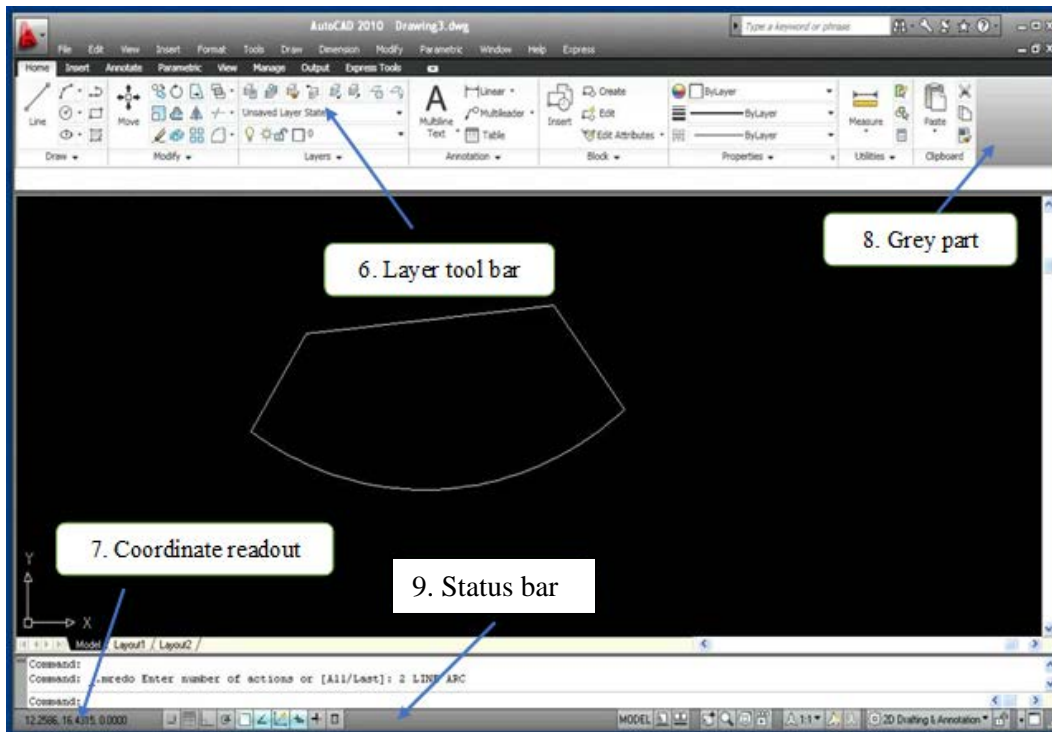 AutoCAD 2010 Drawing3.dwg
Type a keyword or phrase
File Edit View Insert Format Tools Draw Dimension Modify Parametric Window Help Express
Home Insert Annotate Parametric View Manage Output Express Tools
Line
Move
Unsaved Layer State
0
A
Multiline Text
Linear
Multileader
Table
Insert
Create
Edit
Edit Attributes
ByLayer
ByLayer
ByLayer
Measure
Paste
Draw Modify Layers Annotation Block Properties Utilities Clipboard
6. Layer tool bar
8. Grey part
7. Coordinate readout
9. Status bar
Y
X
Model Layout1 Layout2
Command:
Command: _.mredo Enter number of actions or [All/Last]: 2 LINE ARC
Command:
12.2586, 16.4315, 0.0000
MODEL
1:1
2D Drafting & Annotation